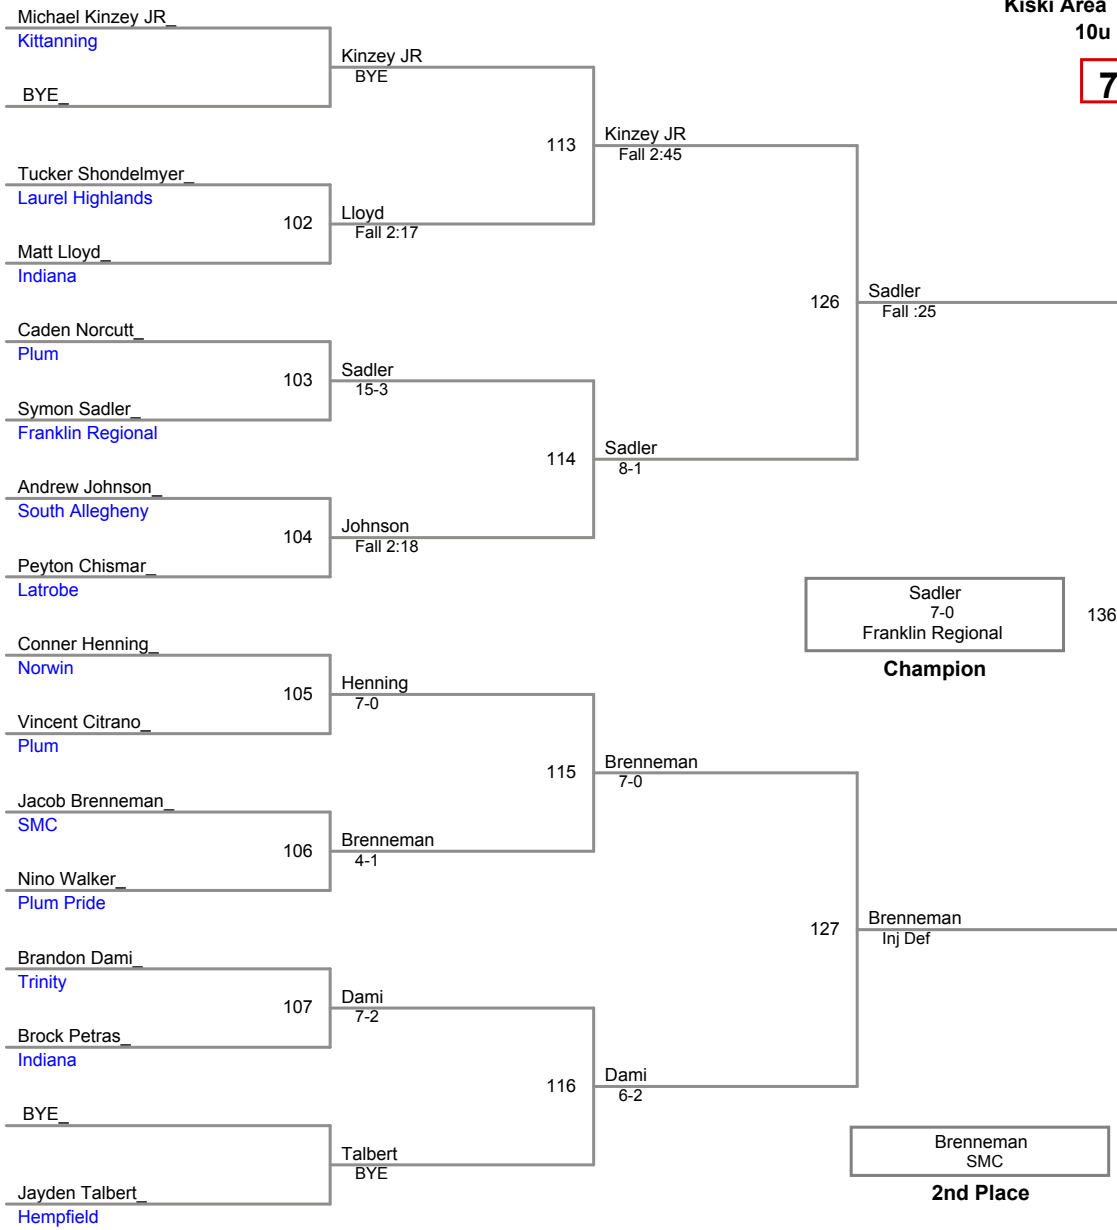 Kiski Area
10u
7
Michael Kinzey JR_
Kittanning
BYE_
Kinzey JR
BYE
Tucker Shondelmyer_
Laurel Highlands
102
Matt Lloyd_
Indiana
Lloyd
Fall 2:17
113
Kinzey JR
Fall 2:45
Caden Norcutt_
Plum
103
Symon Sadler_
Franklin Regional
Sadler
15-3
Andrew Johnson_
South Allegheny
104
Peyton Chismar_
Latrobe
Johnson
Fall 2:18
114
Sadler
8-1
126
Sadler
Fall :25
Sadler
7-0
Franklin Regional
136
Champion
Conner Henning_
Norwin
105
Vincent Citrano_
Plum
Henning
7-0
Jacob Brenneman_
SMC
106
Nino Walker_
Plum Pride
Brenneman
4-1
115
Brenneman
7-0
Brandon Dami_
Trinity
107
Brock Petras_
Indiana
Dami
7-2
BYE_
Jayden Talbert_
Hempfield
Talbert
BYE
116
Dami
6-2
127
Brenneman
Inj Def
Brenneman
SMC
2nd Place